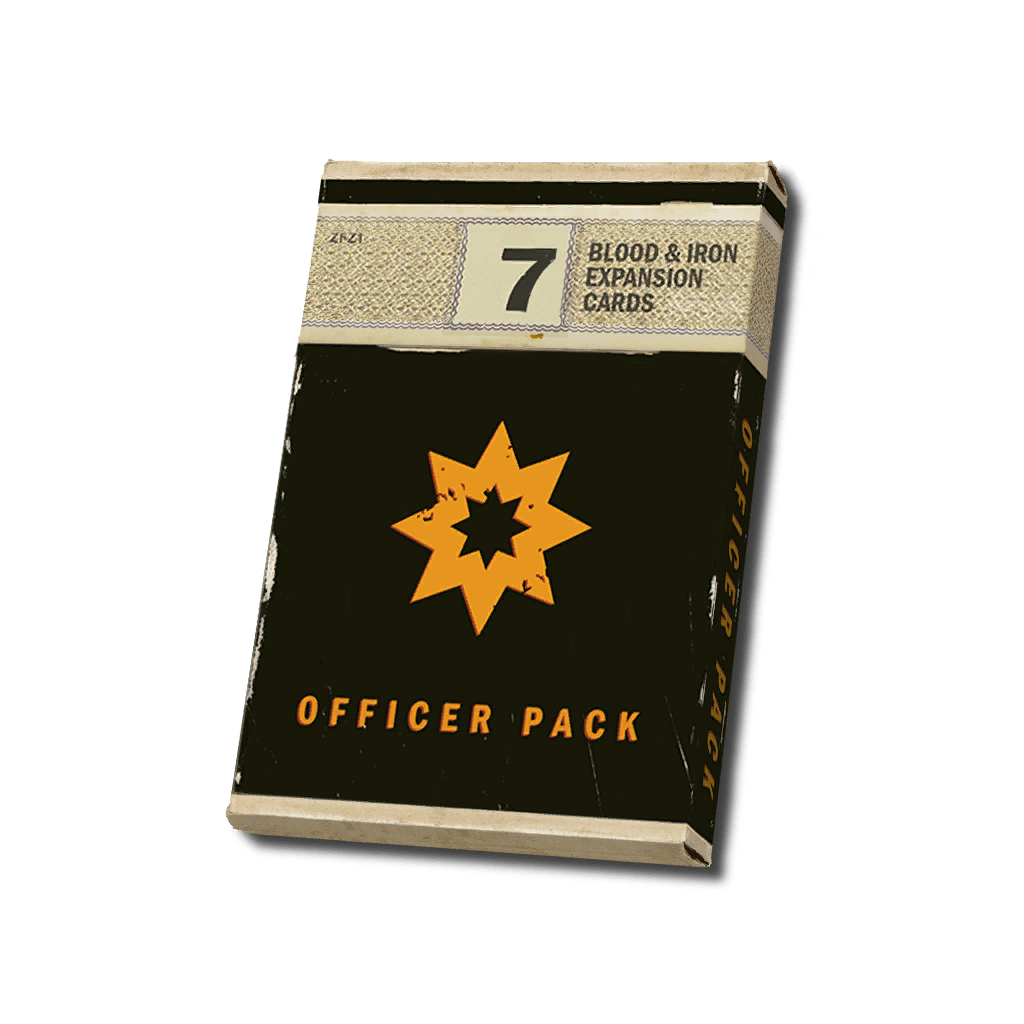 7
BLOOD & IRON
EXPANSION
CARDS
OFFICER PACK
OFFICER PACK